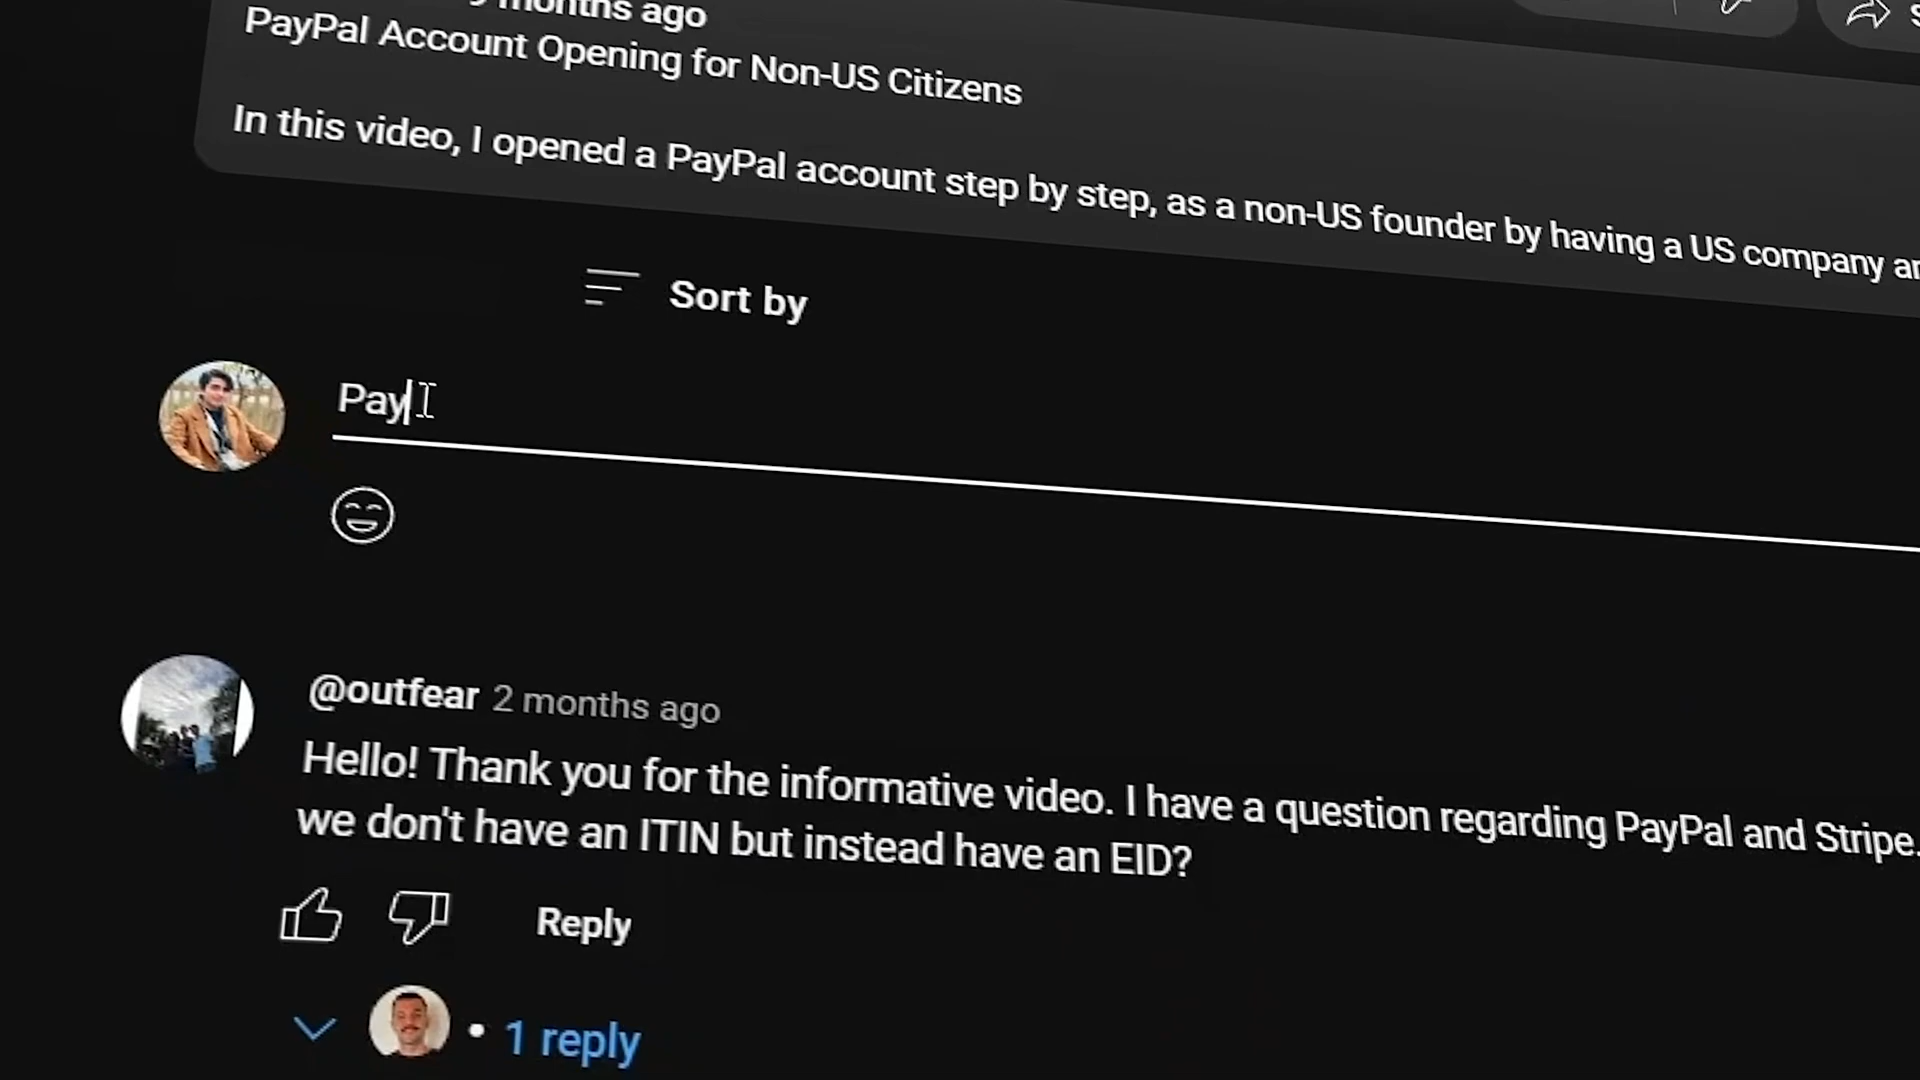 months ago
PayPal Account Opening for Non-US Citizens
In this video, I opened a PayPal account step by step, as a non-US founder by having a US company
Sort by
Pay
@outfear 2 months ago
Hello! Thank you for the informative video. I have a question regarding PayPal and Stripe.
we don't have an ITIN but instead have an EID?
Reply
• 1 reply